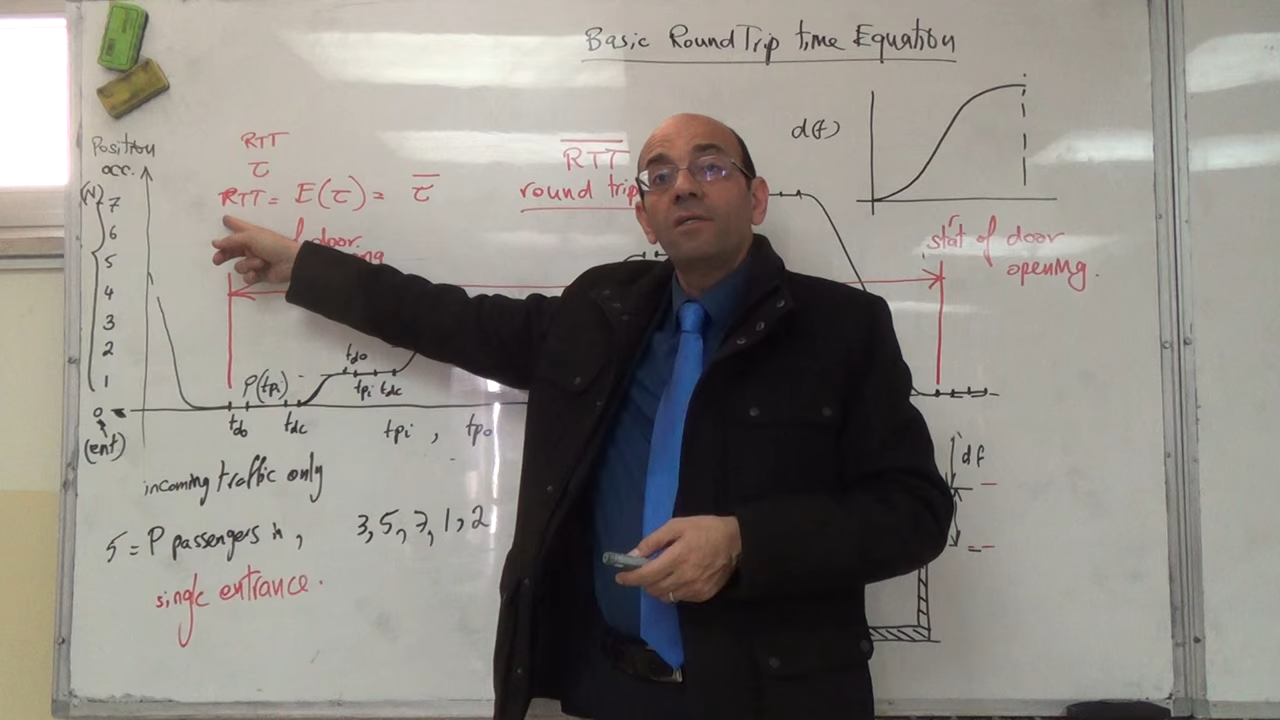 Basic Round Trip time Equation
d(f)
Position
occ.
(N) 7
6
5
4
3
2
1
0
(ent)
RTT
τ
RTT = E(τ) = τ̅
RTT
round trip
door
start of door
opening.
P(tpi)
tdo
tpi tdc
tdo
tdc
tpi , tpo
df
incoming traffic only
5 = P passengers in, 3, 5, 7, 1, 2
single entrance.